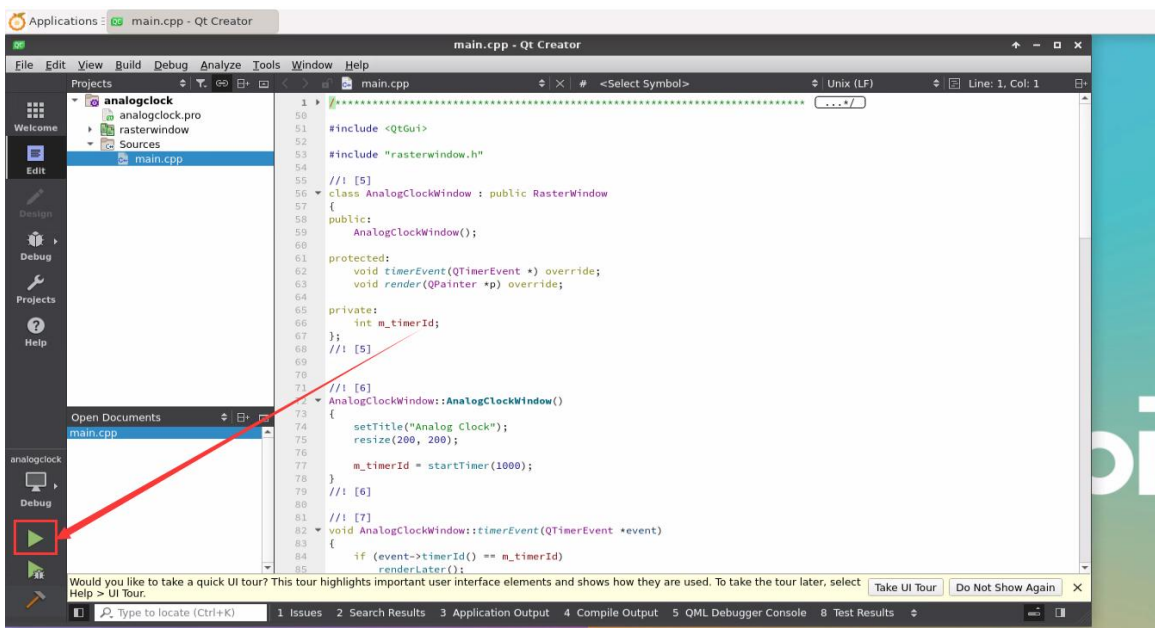 Applications main.cpp - Qt Creator
main.cpp - Qt Creator
File Edit View Build Debug Analyze Tools Window Help
Projects main.cpp # <Select Symbol> Unix (LF) Line: 1, Col: 1
Welcome
Edit
Design
Debug
Projects
Help
analogclock
analogclock.pro
rasterwindow
Sources
main.cpp
Open Documents
main.cpp
analogclock
Debug
1 /**************************************************************************** (...*/)
50
51 #include <QtGui>
52
53 #include "rasterwindow.h"
54
55 //! [5]
56 class AnalogClockWindow : public RasterWindow
57 {
58 public:
59     AnalogClockWindow();
60
61 protected:
62     void timerEvent(QTimerEvent *) override;
63     void render(QPainter *p) override;
64
65 private:
66     int m_timerId;
67 };
68 //! [5]
69
70
71 //! [6]
72 AnalogClockWindow::AnalogClockWindow()
73 {
74     setTitle("Analog Clock");
75     resize(200, 200);
76
77     m_timerId = startTimer(1000);
78 }
79 //! [6]
80
81 //! [7]
82 void AnalogClockWindow::timerEvent(QTimerEvent *event)
83 {
84     if (event->timerId() == m_timerId)
85         renderLater();
Would you like to take a quick UI tour? This tour highlights important user interface elements and shows how they are used. To take the tour later, select
Help > UI Tour.
Take UI Tour Do Not Show Again
Type to locate (Ctrl+K) 1 Issues 2 Search Results 3 Application Output 4 Compile Output 5 QML Debugger Console 8 Test Results